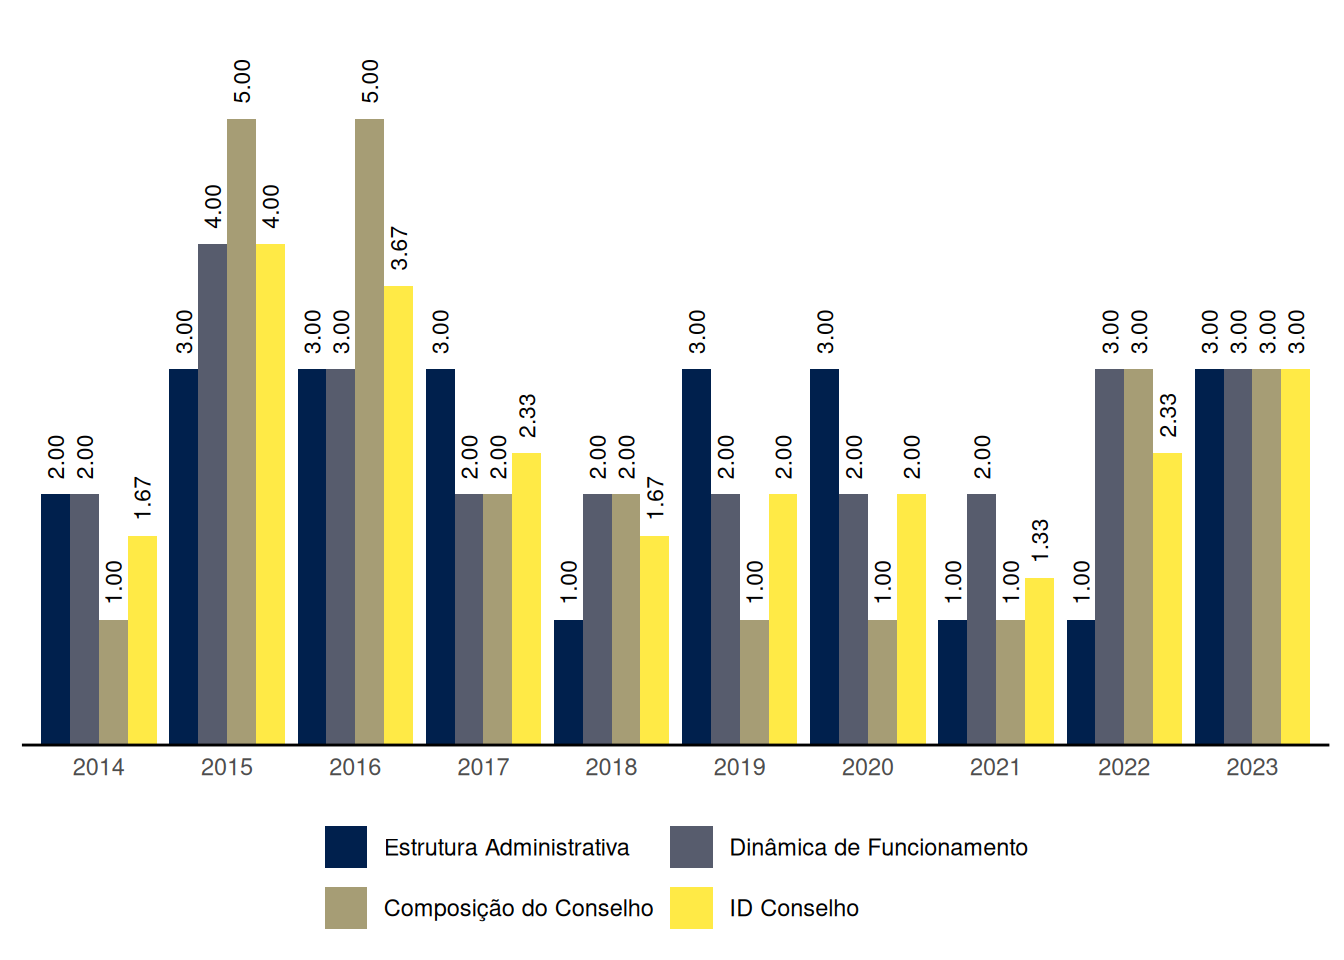 2.00 2.00 1.00 1.67
3.00 4.00 5.00 4.00
3.00 3.00 5.00 3.67
3.00 2.00 2.00 2.33
1.00 2.00 2.00 1.67
3.00 2.00 1.00 2.00
3.00 2.00 1.00 2.00
1.00 2.00 1.00 1.33
1.00 3.00 3.00 2.33
3.00 3.00 3.00 3.00
2014 2015 2016 2017 2018 2019 2020 2021 2022 2023
Estrutura Administrativa Dinâmica de Funcionamento
Composição do Conselho ID Conselho